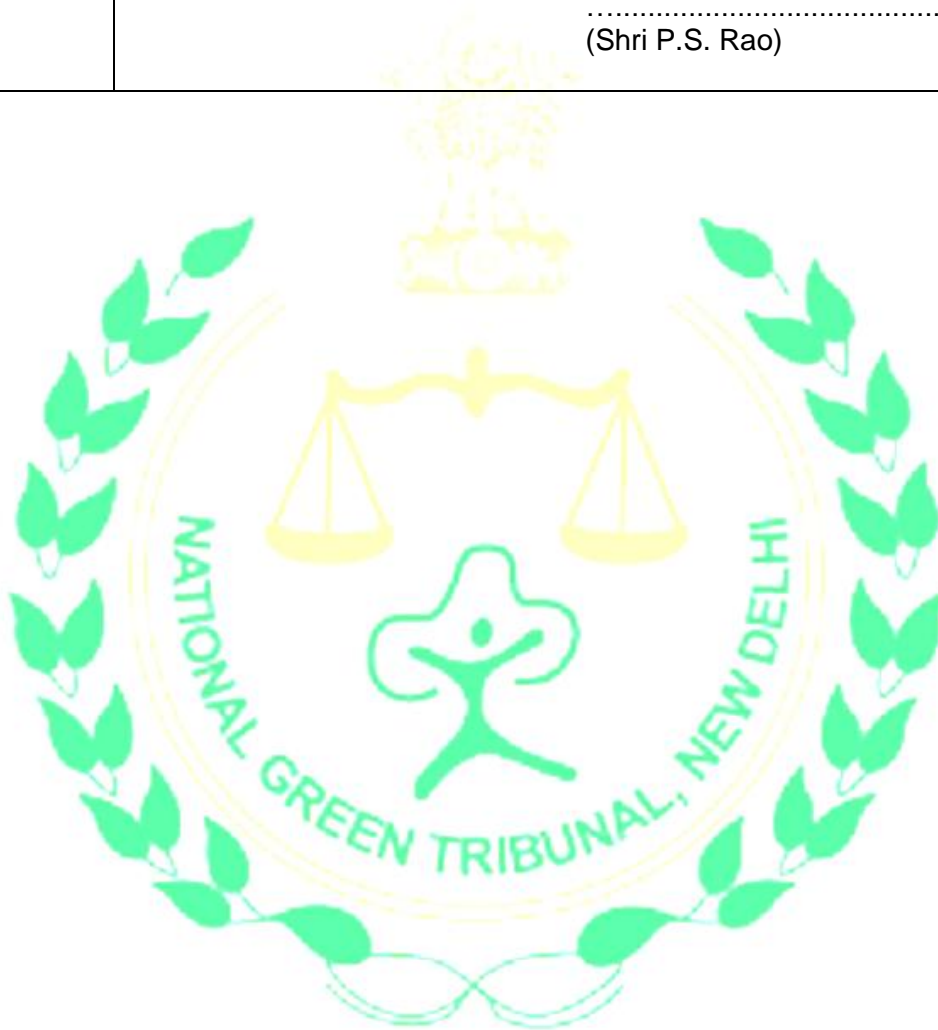 ……………………………………
(Shri P.S. Rao)
NATIONAL GREEN TRIBUNAL, NEW DELHI